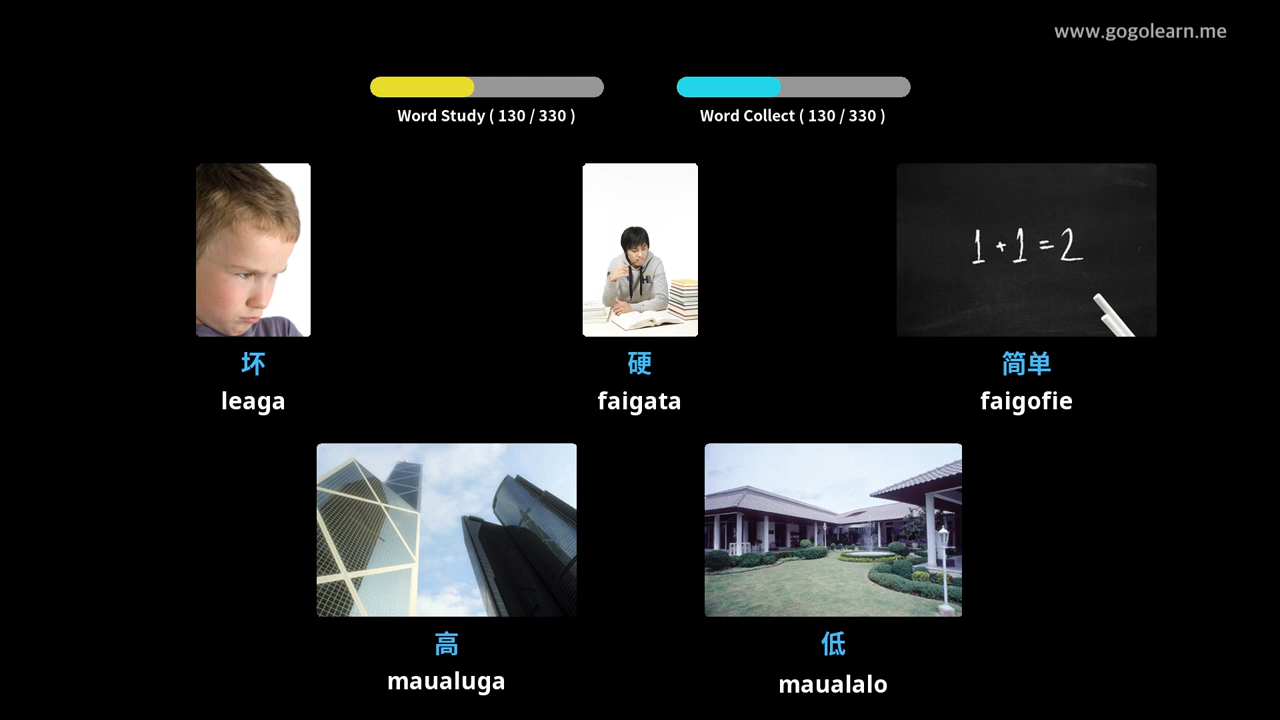 www.gogolearn.me
Word Study ( 130 / 330 )
Word Collect ( 130 / 330 )
1 + 1 = 2
坏
leaga
硬
faigata
简单
faigofie
高
maualuga
低
maualalo